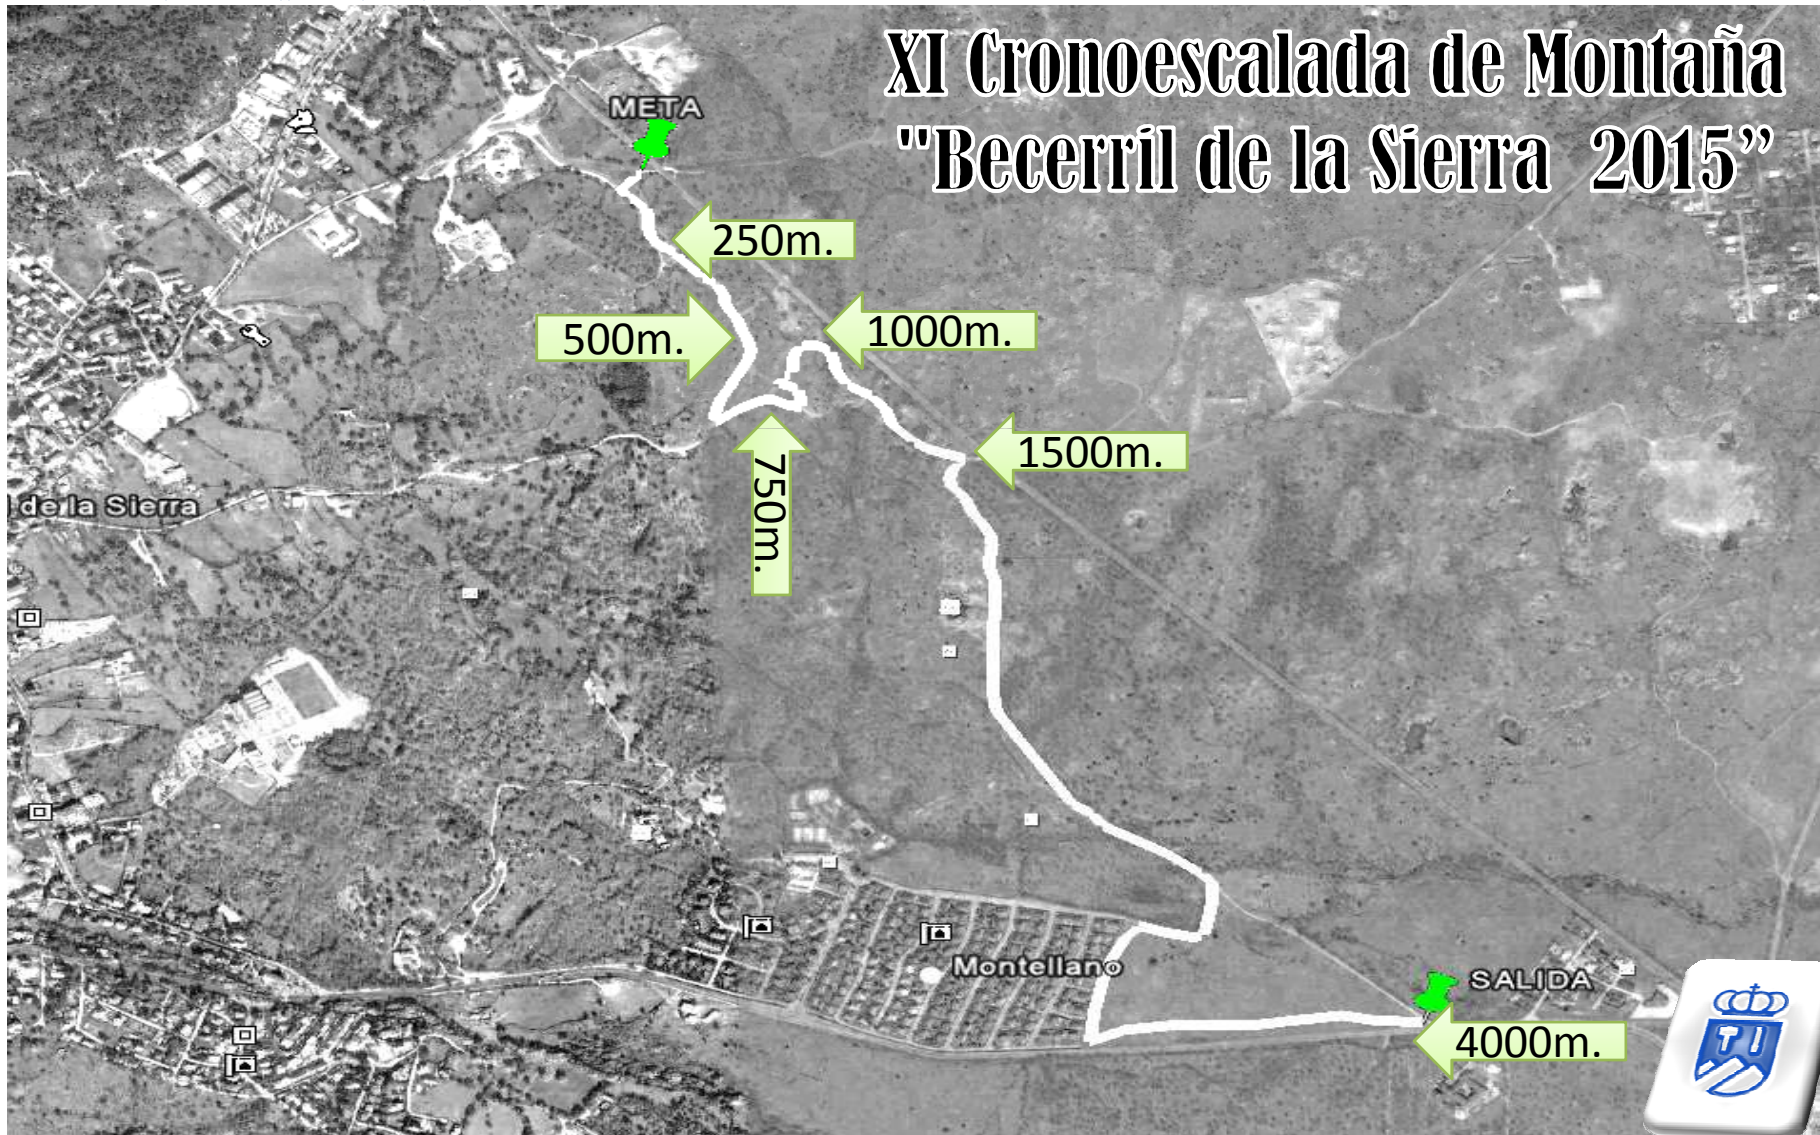 XI Cronoescalada de Montaña
"Becerril de la Sierra 2015”
META
250m.
500m.
1000m.
1500m.
750m.
de la Sierra
Montellano
SALIDA
4000m.